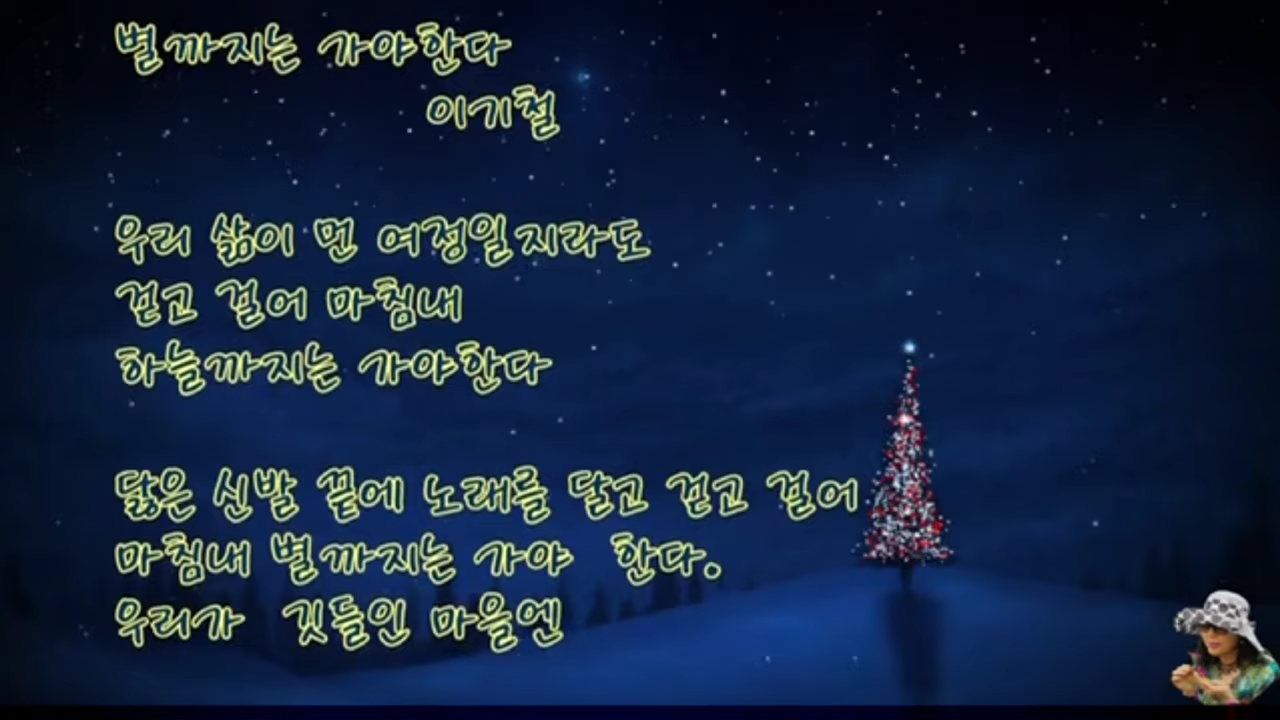 별까지는 가야한다
이기철
우리 삶이 먼 여정일지라도
걷고 걸어 마침내
하늘까지는 가야한다
닳은 신발 끝에 노래를 달고 걷고 걸어
마침내 별까지는 가야 한다.
우리가 깃들인 마을엔